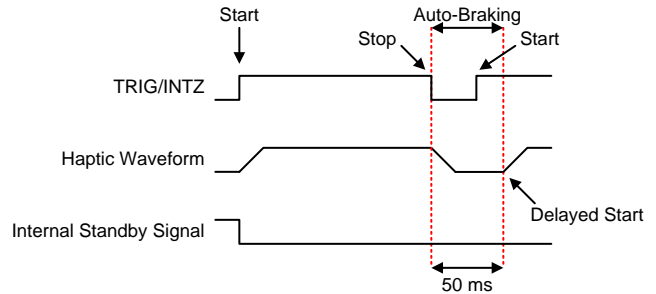 Start
Auto-Braking
Stop
Start
TRIG/INTZ
Haptic Waveform
Delayed Start
Internal Standby Signal
50 ms